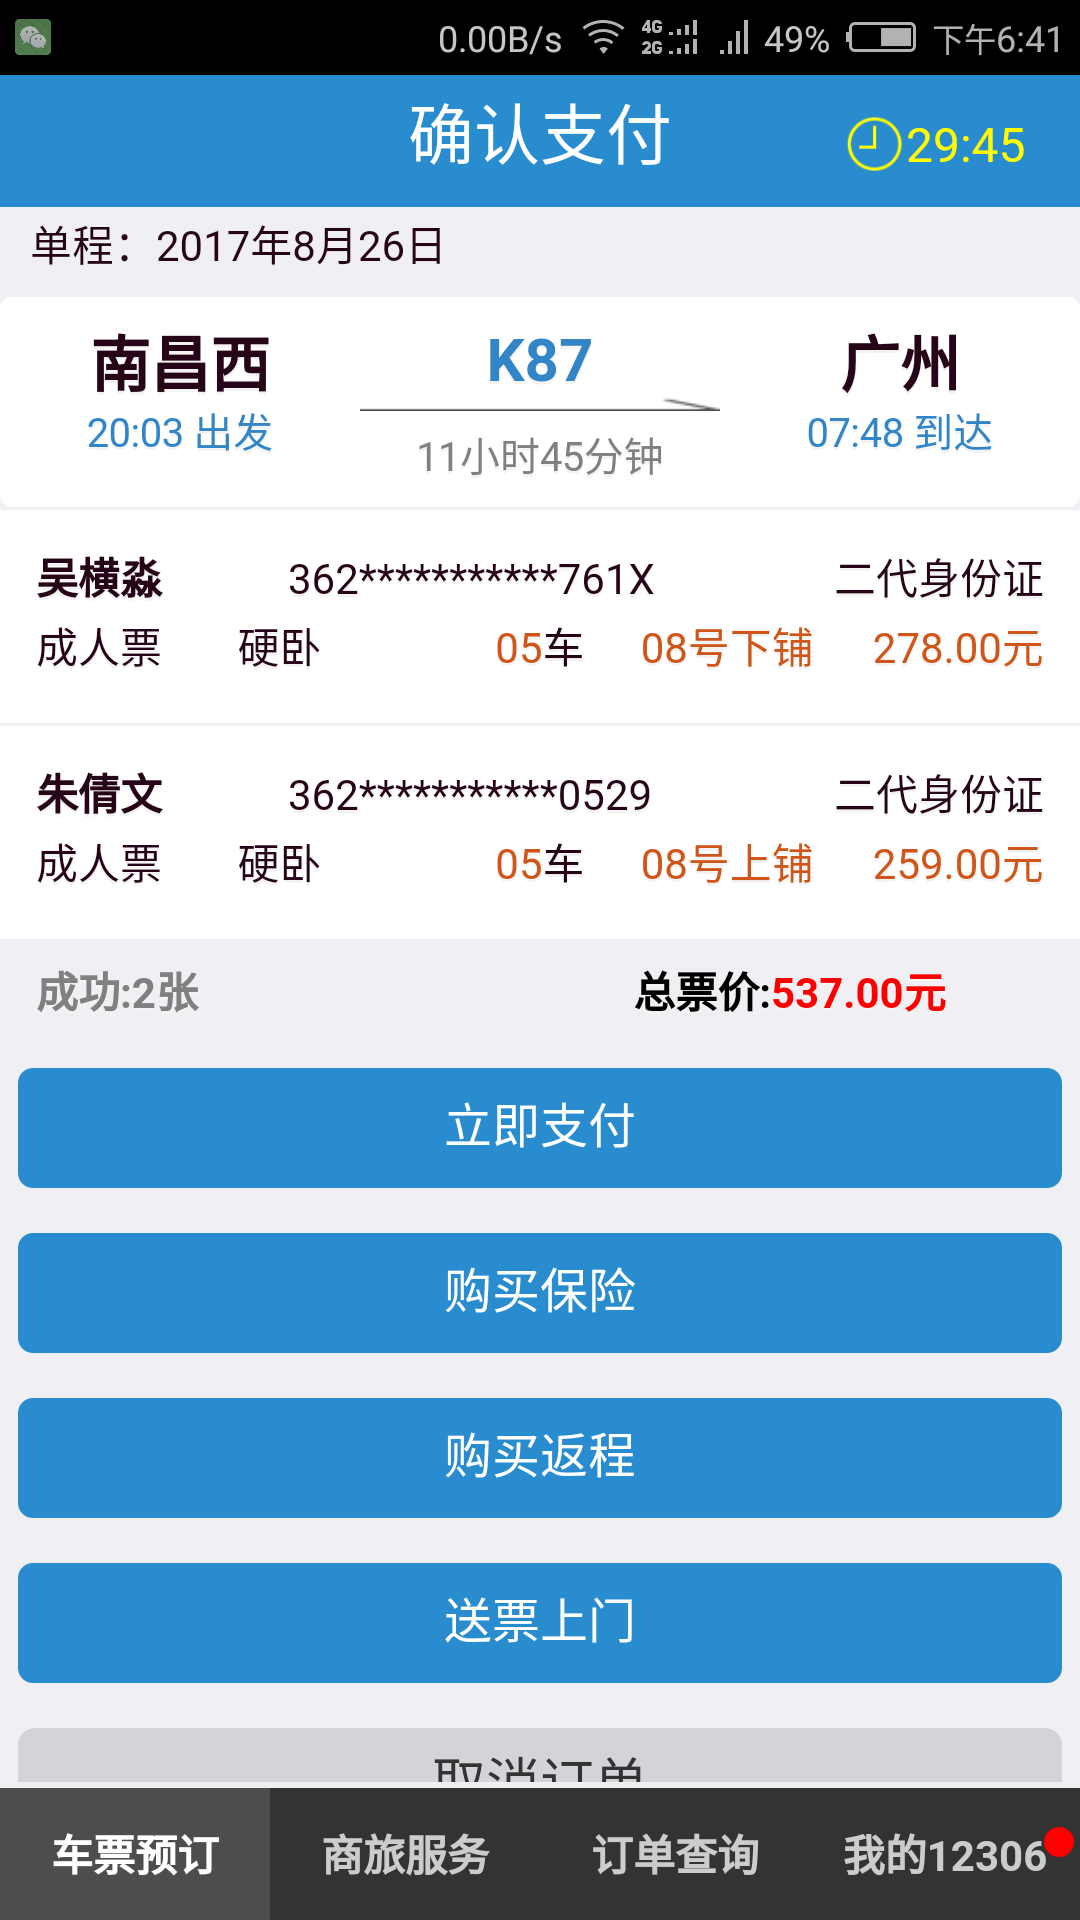 0.00B/s 4G 2G 49% 下午6:41
确认支付 29:45
单程：2017年8月26日
南昌西 K87 广州
20:03 出发 07:48 到达
11小时45分钟
吴横淼 362***********761X 二代身份证
成人票 硬卧 05车 08号下铺 278.00元
朱倩文 362***********0529 二代身份证
成人票 硬卧 05车 08号上铺 259.00元
成功:2张 总票价:537.00元
立即支付
购买保险
购买返程
送票上门
取消订单
车票预订 商旅服务 订单查询 我的12306